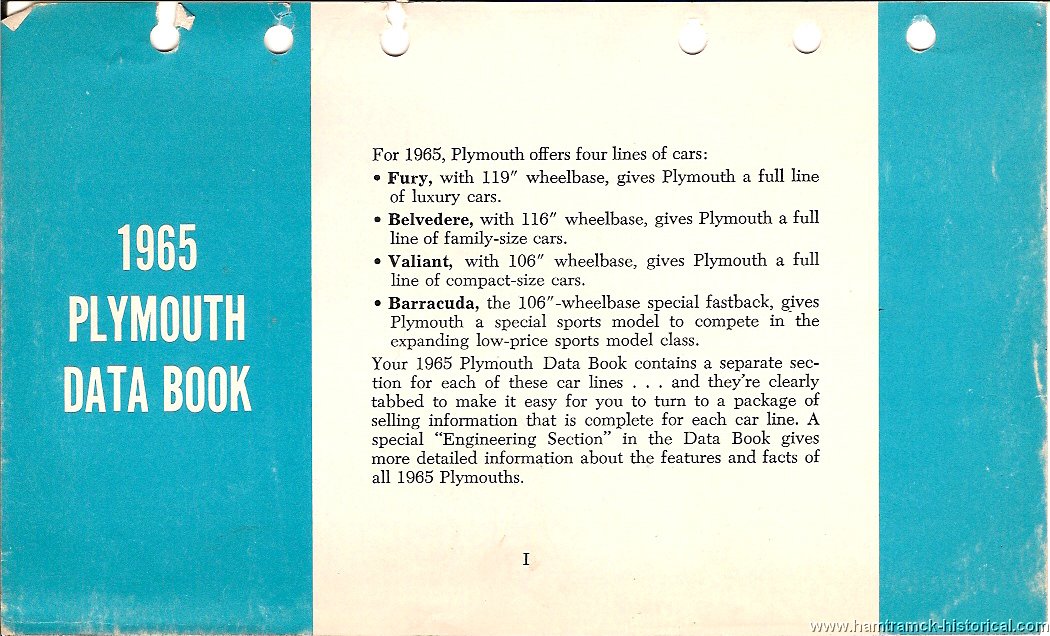 1965
PLYMOUTH
DATA BOOK
For 1965, Plymouth offers four lines of cars:
• Fury, with 119″ wheelbase, gives Plymouth a full line
of luxury cars.
• Belvedere, with 116″ wheelbase, gives Plymouth a full
line of family-size cars.
• Valiant, with 106″ wheelbase, gives Plymouth a full
line of compact-size cars.
• Barracuda, the 106″-wheelbase special fastback, gives
Plymouth a special sports model to compete in the
expanding low-price sports model class.
Your 1965 Plymouth Data Book contains a separate sec-
tion for each of these car lines . . . and they're clearly
tabbed to make it easy for you to turn to a package of
selling information that is complete for each car line. A
special “Engineering Section” in the Data Book gives
more detailed information about the features and facts of
all 1965 Plymouths.
I
www.hamtramck-historical.com